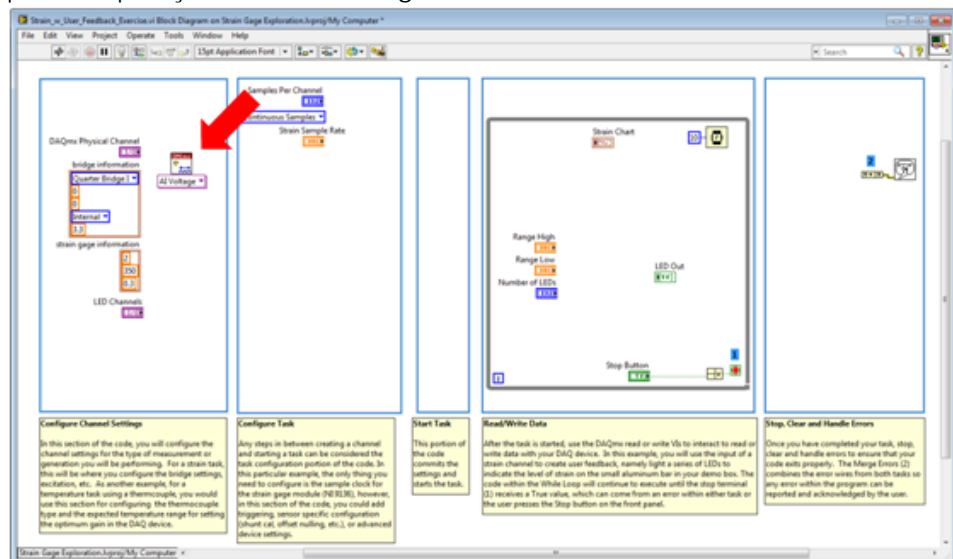 Strain_w_User_Feedback_Exercise.vi Block Diagram on Strain Gage Exploration.lvproj/My Computer *
File Edit View Project Operate Tools Window Help
15pt Application Font
Search
Samples Per Channel
Continuous Samples
Strain Sample Rate
DAQmx Physical Channel
bridge information
Quarter Bridge I
0
0
Internal
3.3
AI Voltage
strain gage information
2
350
0.3
LED Channels
Strain Chart
Range High
Range Low
Number of LEDs
LED Out
Stop Button
1
2
Configure Channel Settings
In this section of the code, you will configure the
channel settings for the type of measurement or
generation you will be performing. For a strain task,
this will be where you configure the bridge settings,
excitation, etc. As another example, for a
temperature task using a thermocouple, you would
use this section for configuring the thermocouple
type and the expected temperature range for setting
the optimum gain in the DAQ device.
Configure Task
Any steps in between creating a channel
and starting a task can be considered the
task configuration portion of the code. In
this particular example, the only thing you
need to configure is the sample clock for
the strain gage module (NI 9136), however,
in this section of the code, you could add
triggering, sensor specific configuration
(shunt cal, offset nulling, etc.), or advanced
device settings.
Start Task
This portion of
the code
commits the
settings and
starts the task.
Read/Write Data
After the task is started, use the DAQmx read or write VIs to interact to read or
write data with your DAQ device. In this example, you will use the input of a
strain channel to create user feedback, namely light a series of LEDs to
indicate the level of strain on the small aluminum bar in your demo box. The
code within the While Loop will continue to execute until the stop terminal
(1) receives a True value, which can come from an error within either task or
the user presses the Stop button on the front panel.
Stop, Clear and Handle Errors
Once you have completed your task, stop,
clear and handle errors to ensure that your
code exits properly. The Merge Errors (2)
combines the error wires from both tasks so
any error within the program can be
reported and acknowledged by the user.
Strain Gage Exploration.lvproj/My Computer